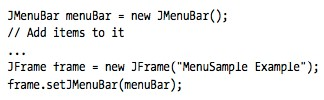 JMenuBar menuBar = new JMenuBar();
// Add items to it
...
JFrame frame = new JFrame("MenuSample Example");
frame.setJMenuBar(menuBar);